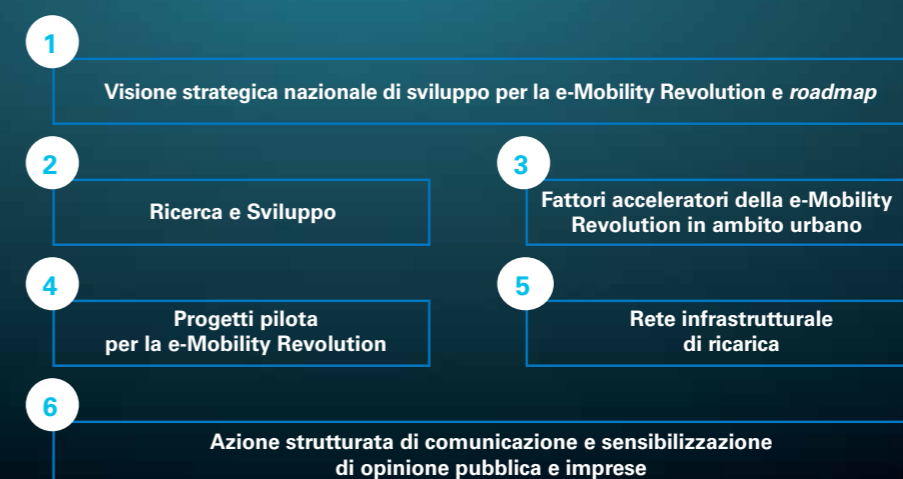 1
Visione strategica nazionale di sviluppo per la e-Mobility Revolution e roadmap
2
Ricerca e Sviluppo
3
Fattori acceleratori della e-Mobility
Revolution in ambito urbano
4
Progetti pilota
per la e-Mobility Revolution
5
Rete infrastrutturale
di ricarica
6
Azione strutturata di comunicazione e sensibilizzazione
di opinione pubblica e imprese